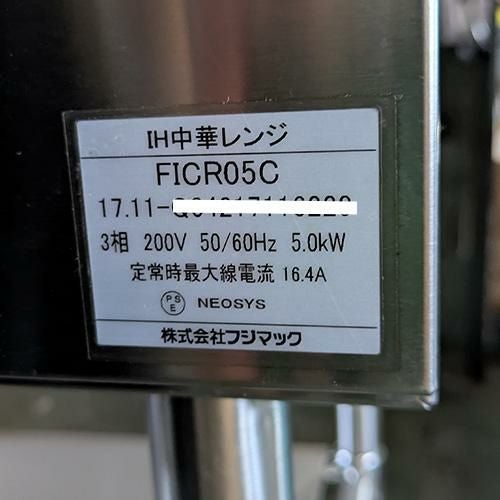 IH中華レンジ
FICR05C
17.11-
3相 200V 50/60Hz 5.0kW
定常時最大線電流 16.4A
PSE NEOSYS
株式会社フジマック